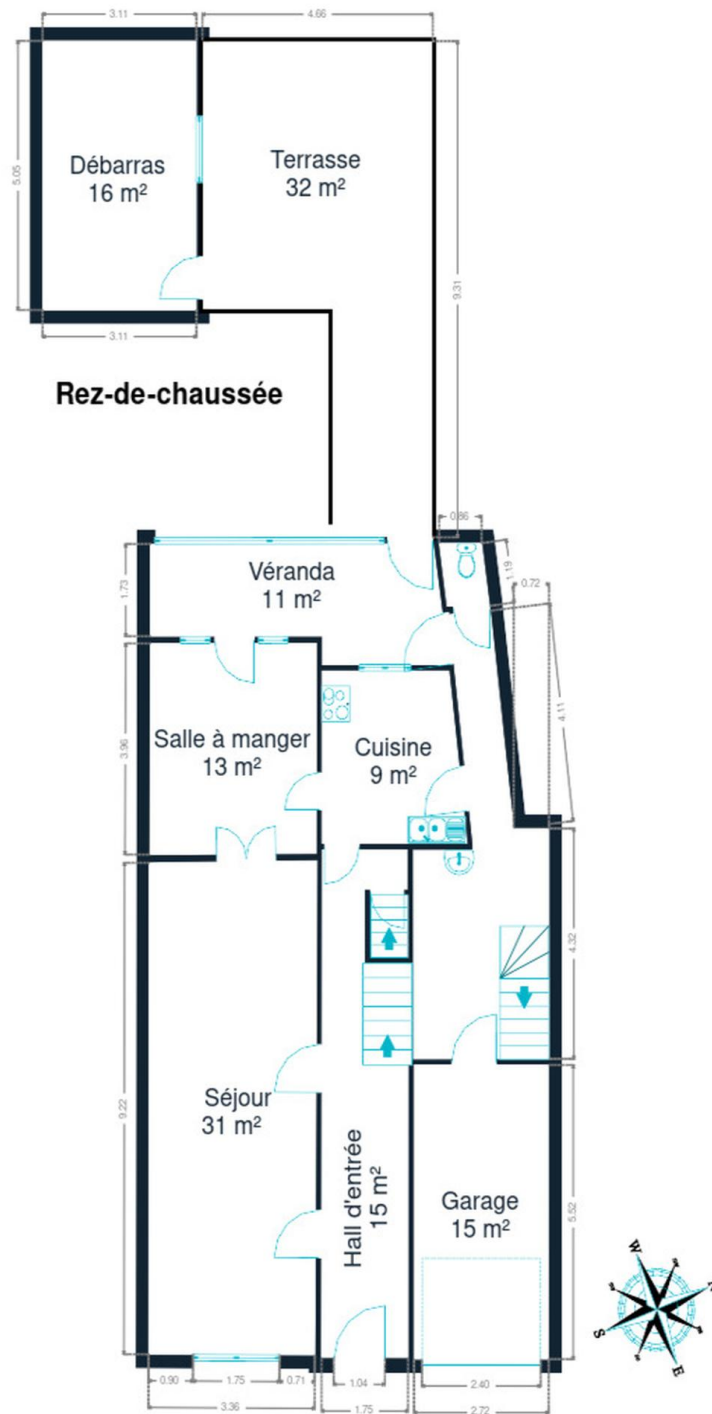 3.11
4.66
5.05
Débarras
16 m²
Terrasse
32 m²
9.31
3.11
Rez-de-chaussée
0.86
1.73
Véranda
11 m²
1.19
0.72
4.11
3.96
Salle à manger
13 m²
Cuisine
9 m²
4.32
9.22
Séjour
31 m²
Hall d'entrée
15 m²
Garage
15 m²
5.52
W
S
E
0.90
1.75
0.71
1.04
2.40
3.36
1.75
2.72